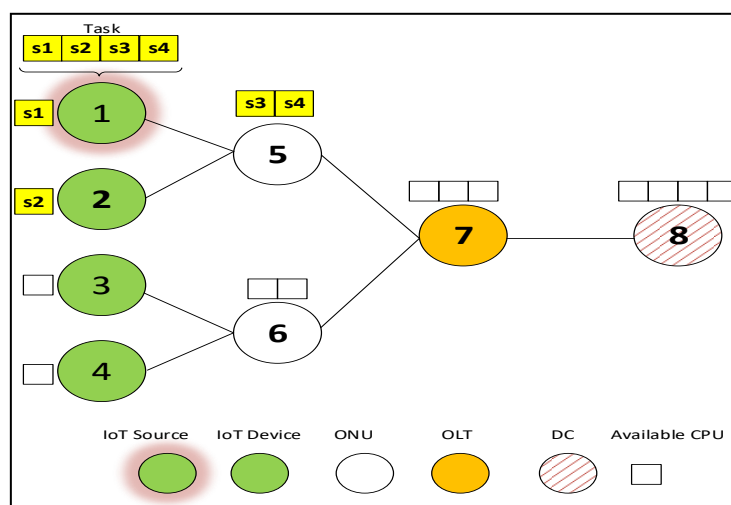 Task
s1 s2 s3 s4
s1 1
s3 s4
5
s2 2
7
8
3
6
4
IoT Source IoT Device ONU OLT DC Available CPU